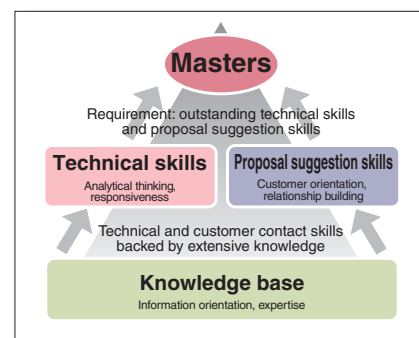 Masters
Requirement: outstanding technical skills
and proposal suggestion skills
Technical skills
Analytical thinking,
responsiveness
Proposal suggestion skills
Customer orientation,
relationship building
Technical and customer contact skills
backed by extensive knowledge
Knowledge base
Information orientation, expertise